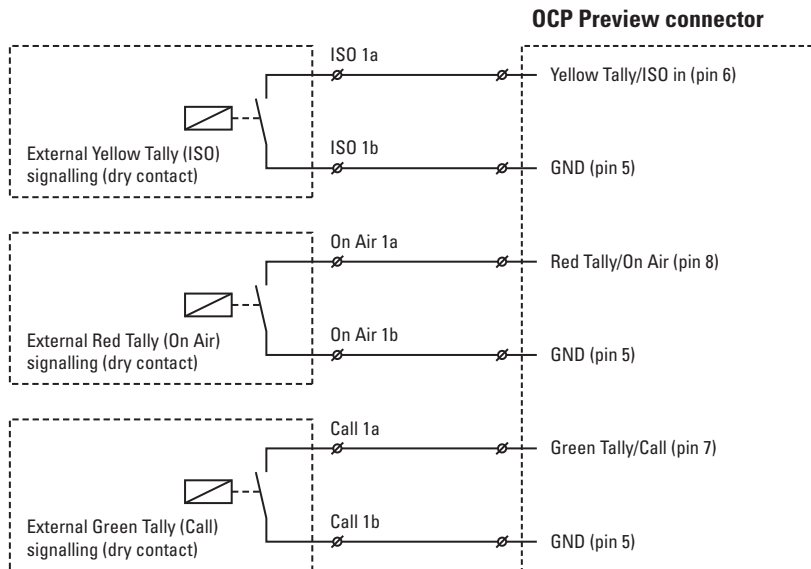 OCP Preview connector
ISO 1a
Yellow Tally/ISO in (pin 6)
External Yellow Tally (ISO)
signalling (dry contact)
ISO 1b
GND (pin 5)
On Air 1a
Red Tally/On Air (pin 8)
External Red Tally (On Air)
signalling (dry contact)
On Air 1b
GND (pin 5)
Call 1a
Green Tally/Call (pin 7)
External Green Tally (Call)
signalling (dry contact)
Call 1b
GND (pin 5)